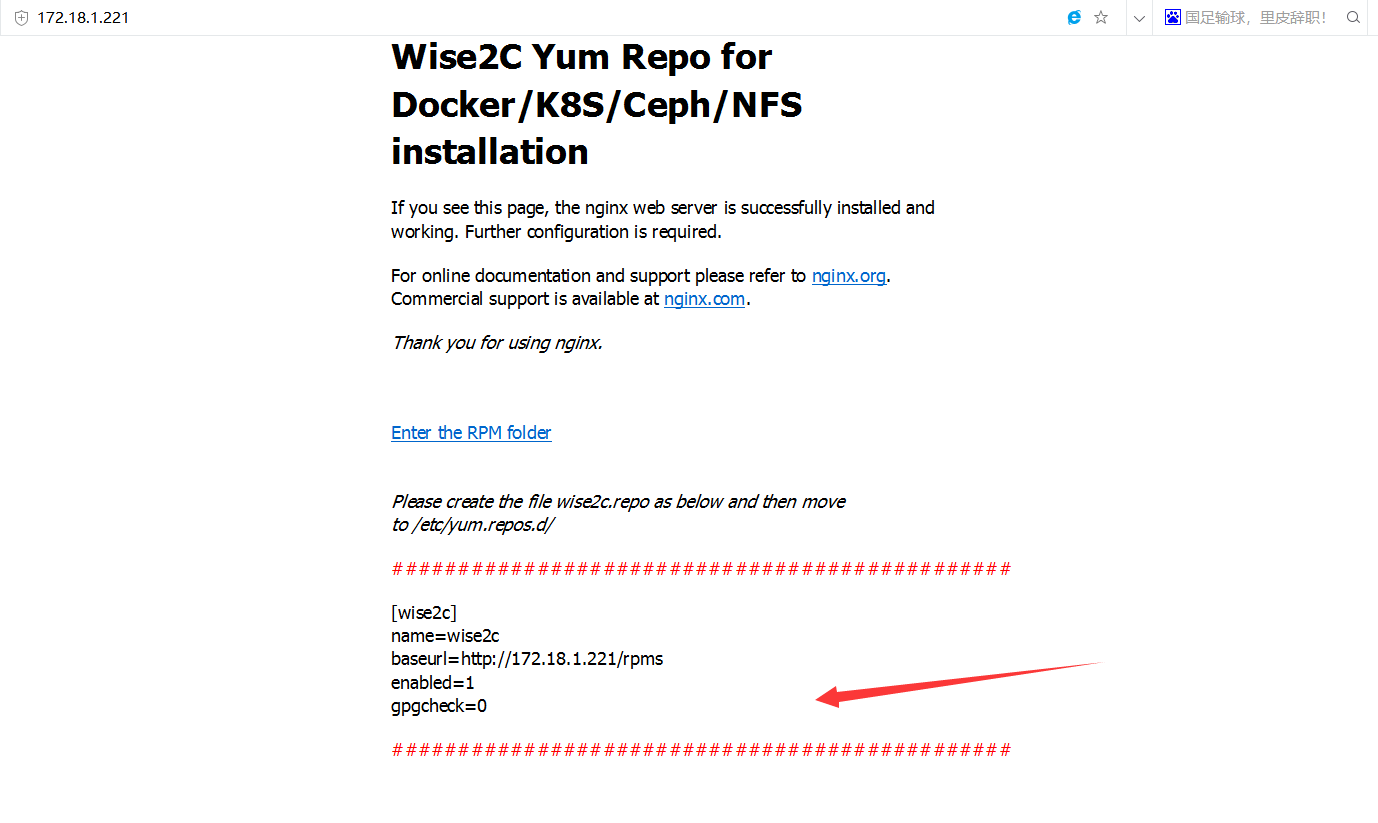 172.18.1.221
国足输球，里皮辞职！
Wise2C Yum Repo for
Docker/K8S/Ceph/NFS
installation
If you see this page, the nginx web server is successfully installed and
working. Further configuration is required.
For online documentation and support please refer to nginx.org.
Commercial support is available at nginx.com.
Thank you for using nginx.
Enter the RPM folder
Please create the file wise2c.repo as below and then move
to /etc/yum.repos.d/
###############################################
[wise2c]
name=wise2c
baseurl=http://172.18.1.221/rpms
enabled=1
gpgcheck=0
###############################################